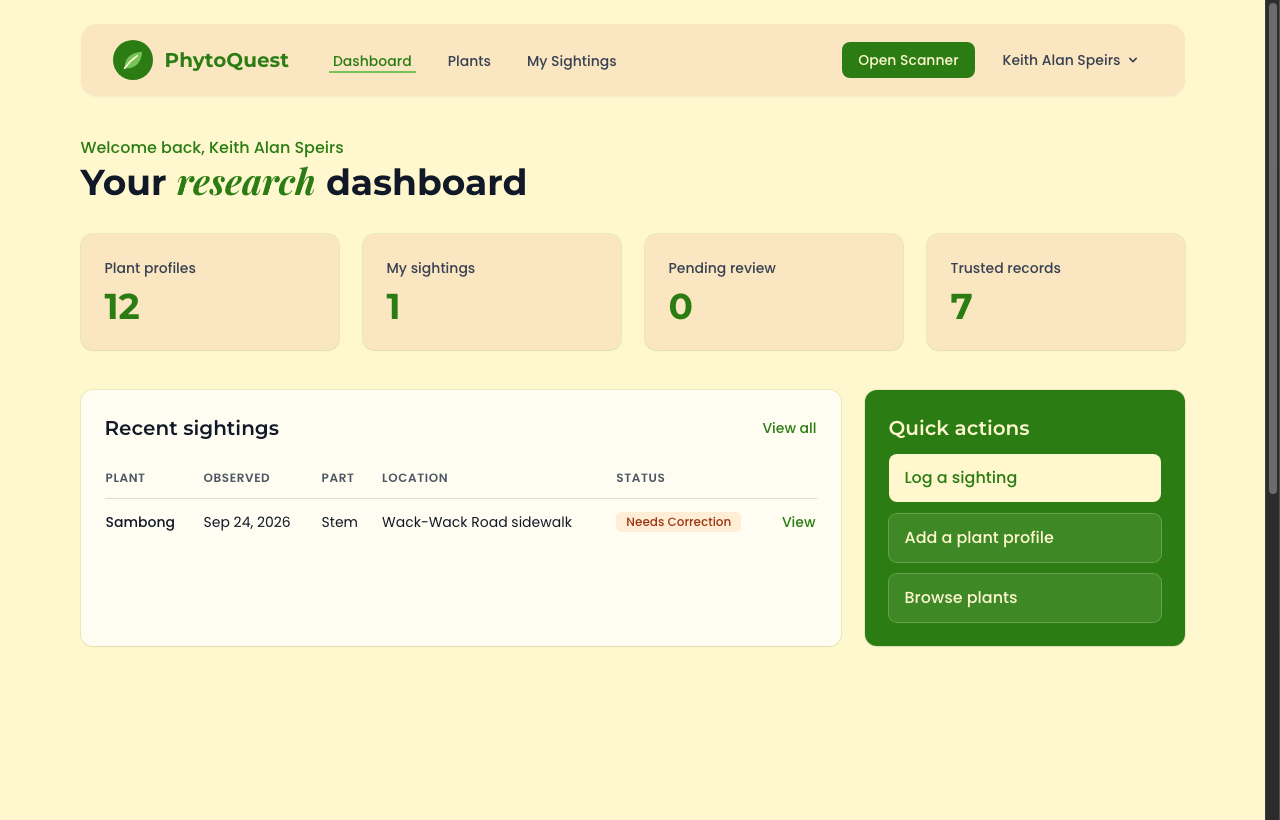 PhytoQuest Dashboard Plants My Sightings Open Scanner Keith Alan Speirs
Welcome back, Keith Alan Speirs
Your research dashboard
Plant profiles
12
My sightings
1
Pending review
0
Trusted records
7
Recent sightings View all
PLANT OBSERVED PART LOCATION STATUS
Sambong Sep 24, 2026 Stem Wack-Wack Road sidewalk Needs Correction View
Quick actions
Log a sighting
Add a plant profile
Browse plants